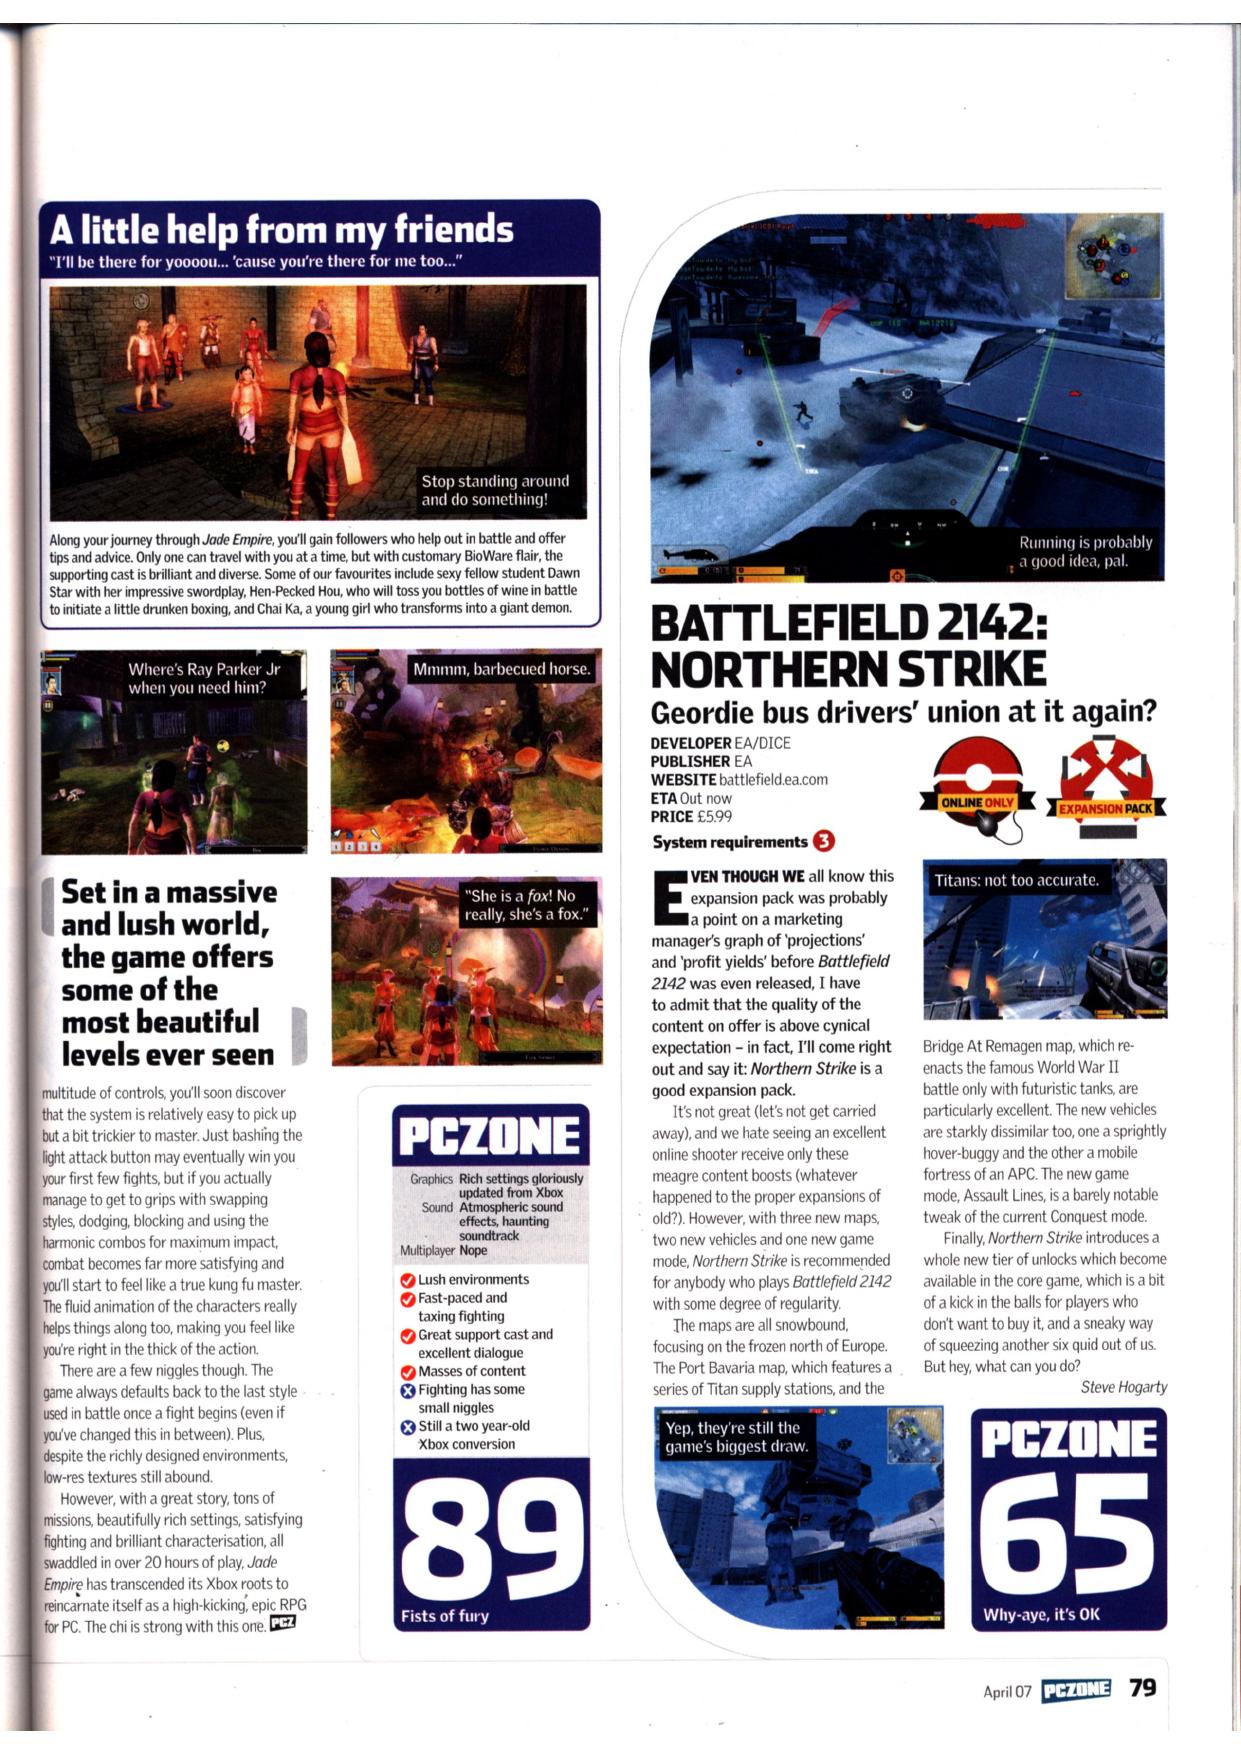 A little help from my friends
"I'll be there for yoooou... 'cause you're there for me too..."
Stop standing around
and do something!
Along your journey through Jade Empire, you'll gain followers who help out in battle and offer
tips and advice. Only one can travel with you at a time, but with customary BioWare flair, the
supporting cast is brilliant and diverse. Some of our favourites include sexy fellow student Dawn
Star with her impressive swordplay, Hen-Pecked Hou, who will toss you bottles of wine in battle
to initiate a little drunken boxing, and Chai Ka, a young girl who transforms into a giant demon.
Where's Ray Parker Jr
when you need him?
Mmmm, barbecued horse.
Set in a massive
and lush world,
the game offers
some of the
most beautiful
levels ever seen
"She is a fox! No
really, she's a fox."
multitude of controls, you'll soon discover
that the system is relatively easy to pick up
but a bit trickier to master. Just bashing the
light attack button may eventually win you
your first few fights, but if you actually
manage to get to grips with swapping
styles, dodging, blocking and using the
harmonic combos for maximum impact,
combat becomes far more satisfying and
you'll start to feel like a true kung fu master.
The fluid animation of the characters really
helps things along too, making you feel like
you're right in the thick of the action.
There are a few niggles though. The
game always defaults back to the last style
used in battle once a fight begins (even if
you've changed this in between). Plus,
despite the richly designed environments,
low-res textures still abound.
However, with a great story, tons of
missions, beautifully rich settings, satisfying
fighting and brilliant characterisation, all
swaddled in over 20 hours of play, Jade
Empire has transcended its Xbox roots to
reincarnate itself as a high-kicking, epic RPG
for PC. The chi is strong with this one. PCZ
PCZONE
Graphics Rich settings gloriously
updated from Xbox
Sound Atmospheric sound
effects, haunting
soundtrack
Multiplayer Nope
Lush environments
Fast-paced and
taxing fighting
Great support cast and
excellent dialogue
Masses of content
Fighting has some
small niggles
Still a two year-old
Xbox conversion
89
Fists of fury
Running is probably
a good idea, pal.
BATTLEFIELD 2142:
NORTHERN STRIKE
Geordie bus drivers' union at it again?
DEVELOPER EA/DICE
PUBLISHER EA
WEBSITE battlefield.ea.com
ETA Out now
PRICE £5.99
System requirements 3
ONLINE ONLY
EXPANSION PACK
EVEN THOUGH WE all know this
expansion pack was probably
a point on a marketing
manager's graph of 'projections'
and 'profit yields' before Battlefield
2142 was even released, I have
to admit that the quality of the
content on offer is above cynical
expectation – in fact, I'll come right
out and say it: Northern Strike is a
good expansion pack.
It's not great (let's not get carried
away), and we hate seeing an excellent
online shooter receive only these
meagre content boosts (whatever
happened to the proper expansions of
old?). However, with three new maps,
two new vehicles and one new game
mode, Northern Strike is recommended
for anybody who plays Battlefield 2142
with some degree of regularity.
The maps are all snowbound,
focusing on the frozen north of Europe.
The Port Bavaria map, which features a
series of Titan supply stations, and the
Titans: not too accurate.
Bridge At Remagen map, which re-
enacts the famous World War II
battle only with futuristic tanks, are
particularly excellent. The new vehicles
are starkly dissimilar too, one a sprightly
hover-buggy and the other a mobile
fortress of an APC. The new game
mode, Assault Lines, is a barely notable
tweak of the current Conquest mode.
Finally, Northern Strike introduces a
whole new tier of unlocks which become
available in the core game, which is a bit
of a kick in the balls for players who
don't want to buy it, and a sneaky way
of squeezing another six quid out of us.
But hey, what can you do?
Steve Hogarty
Yep, they're still the
game's biggest draw.
PCZONE
65
Why-aye, it's OK
April 07 PCZONE 79